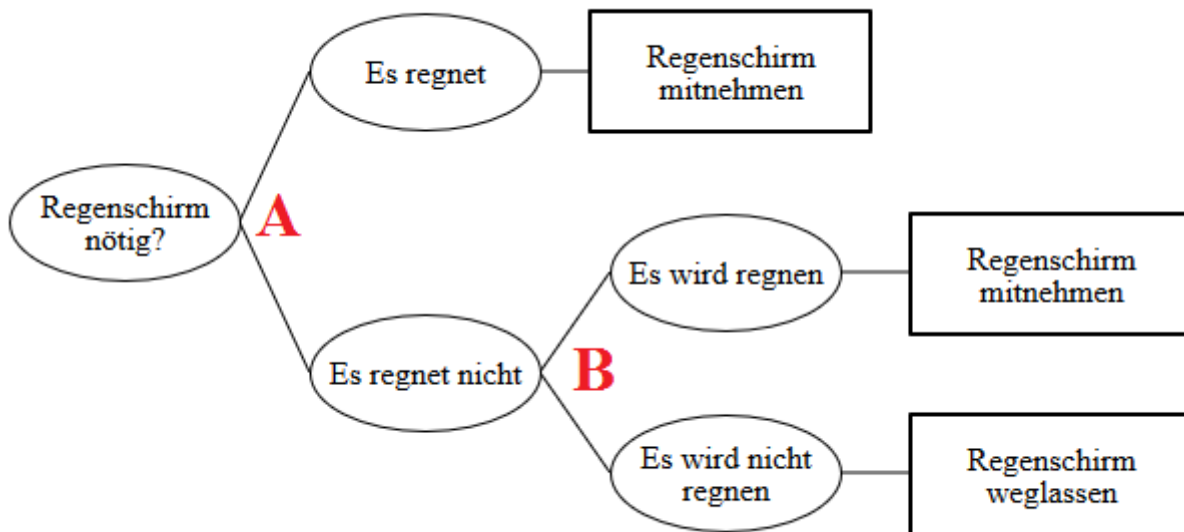 Es regnet
Regenschirm
mitnehmen
Regenschirm
nötig?
A
Es wird regnen
Regenschirm
mitnehmen
Es regnet nicht
B
Es wird nicht
regnen
Regenschirm
weglassen